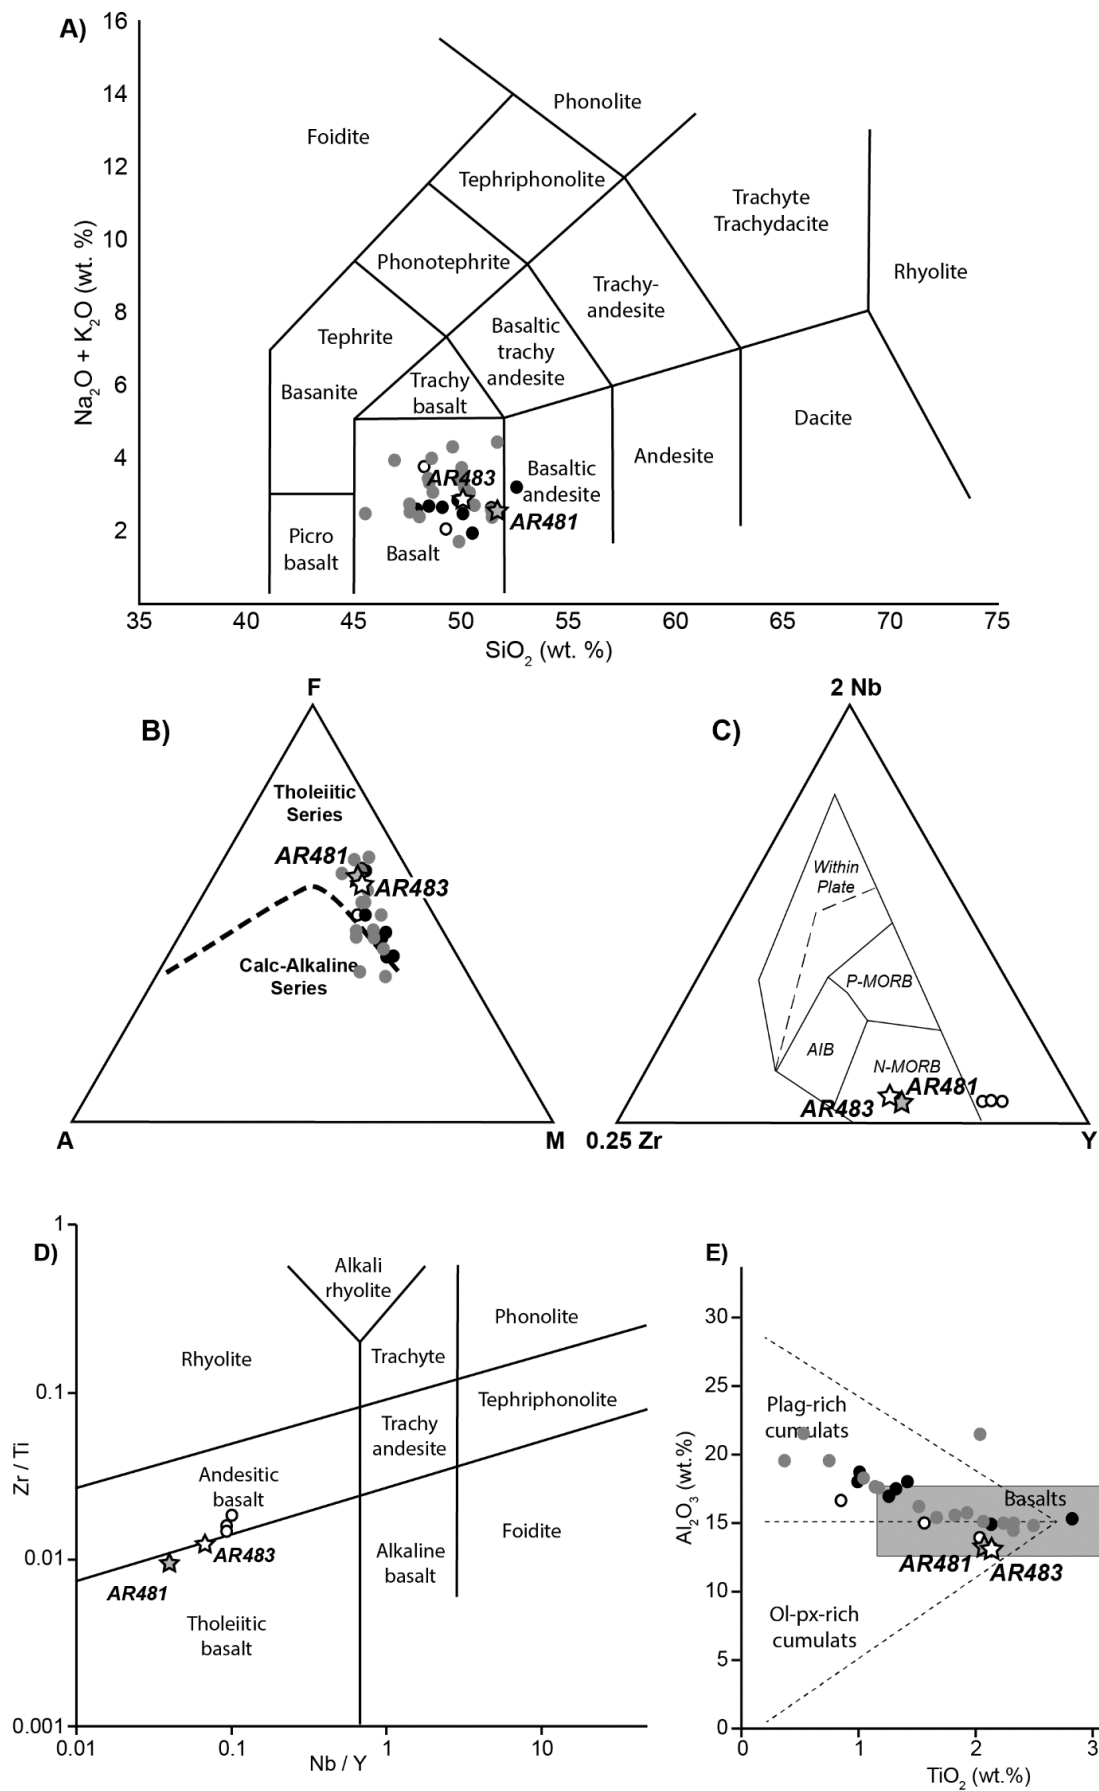 A)
16
14
12
10
8
6
4
2
Na2O + K2O (wt. %)
Foidite
Phonolite
Tephriphonolite
Trachyte
Trachydacite
Phonotephrite
Rhyolite
Trachy-
andesite
Tephrite
Basaltic
trachy
andesite
Basanite
Trachy
basalt
Dacite
AR483
Basaltic
andesite
Andesite
AR481
Picro
basalt
Basalt
35 40 45 50 55 60 65 70 75
SiO2 (wt. %)
B)
F
Tholeiitic
Series
AR481
AR483
Calc-Alkaline
Series
A
M
C)
2 Nb
Within
Plate
P-MORB
AIB
N-MORB
AR481
AR483
0.25 Zr
Y
D)
1
0.1
0.01
0.001
Zr / Ti
Alkali
rhyolite
Phonolite
Rhyolite
Trachyte
Tephriphonolite
Trachy
andesite
Andesitic
basalt
Foidite
AR483
AR481
Alkaline
basalt
Tholeiitic
basalt
0.01 0.1 1 10
Nb / Y
E)
30
25
20
15
10
5
0
Al2O3 (wt.%)
Plag-rich
cumulats
Basalts
AR481
AR483
Ol-px-rich
cumulats
0 1 2 3
TiO2 (wt.%)